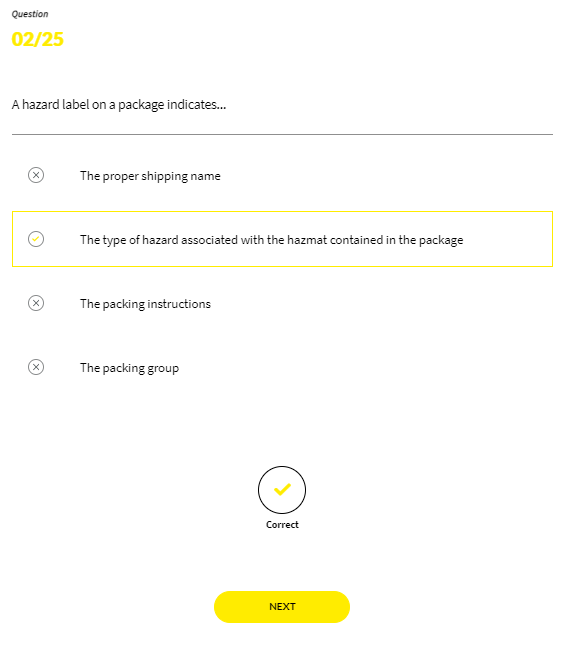 Question
02/25
A hazard label on a package indicates...
The proper shipping name
The type of hazard associated with the hazmat contained in the package
The packing instructions
The packing group
Correct
NEXT